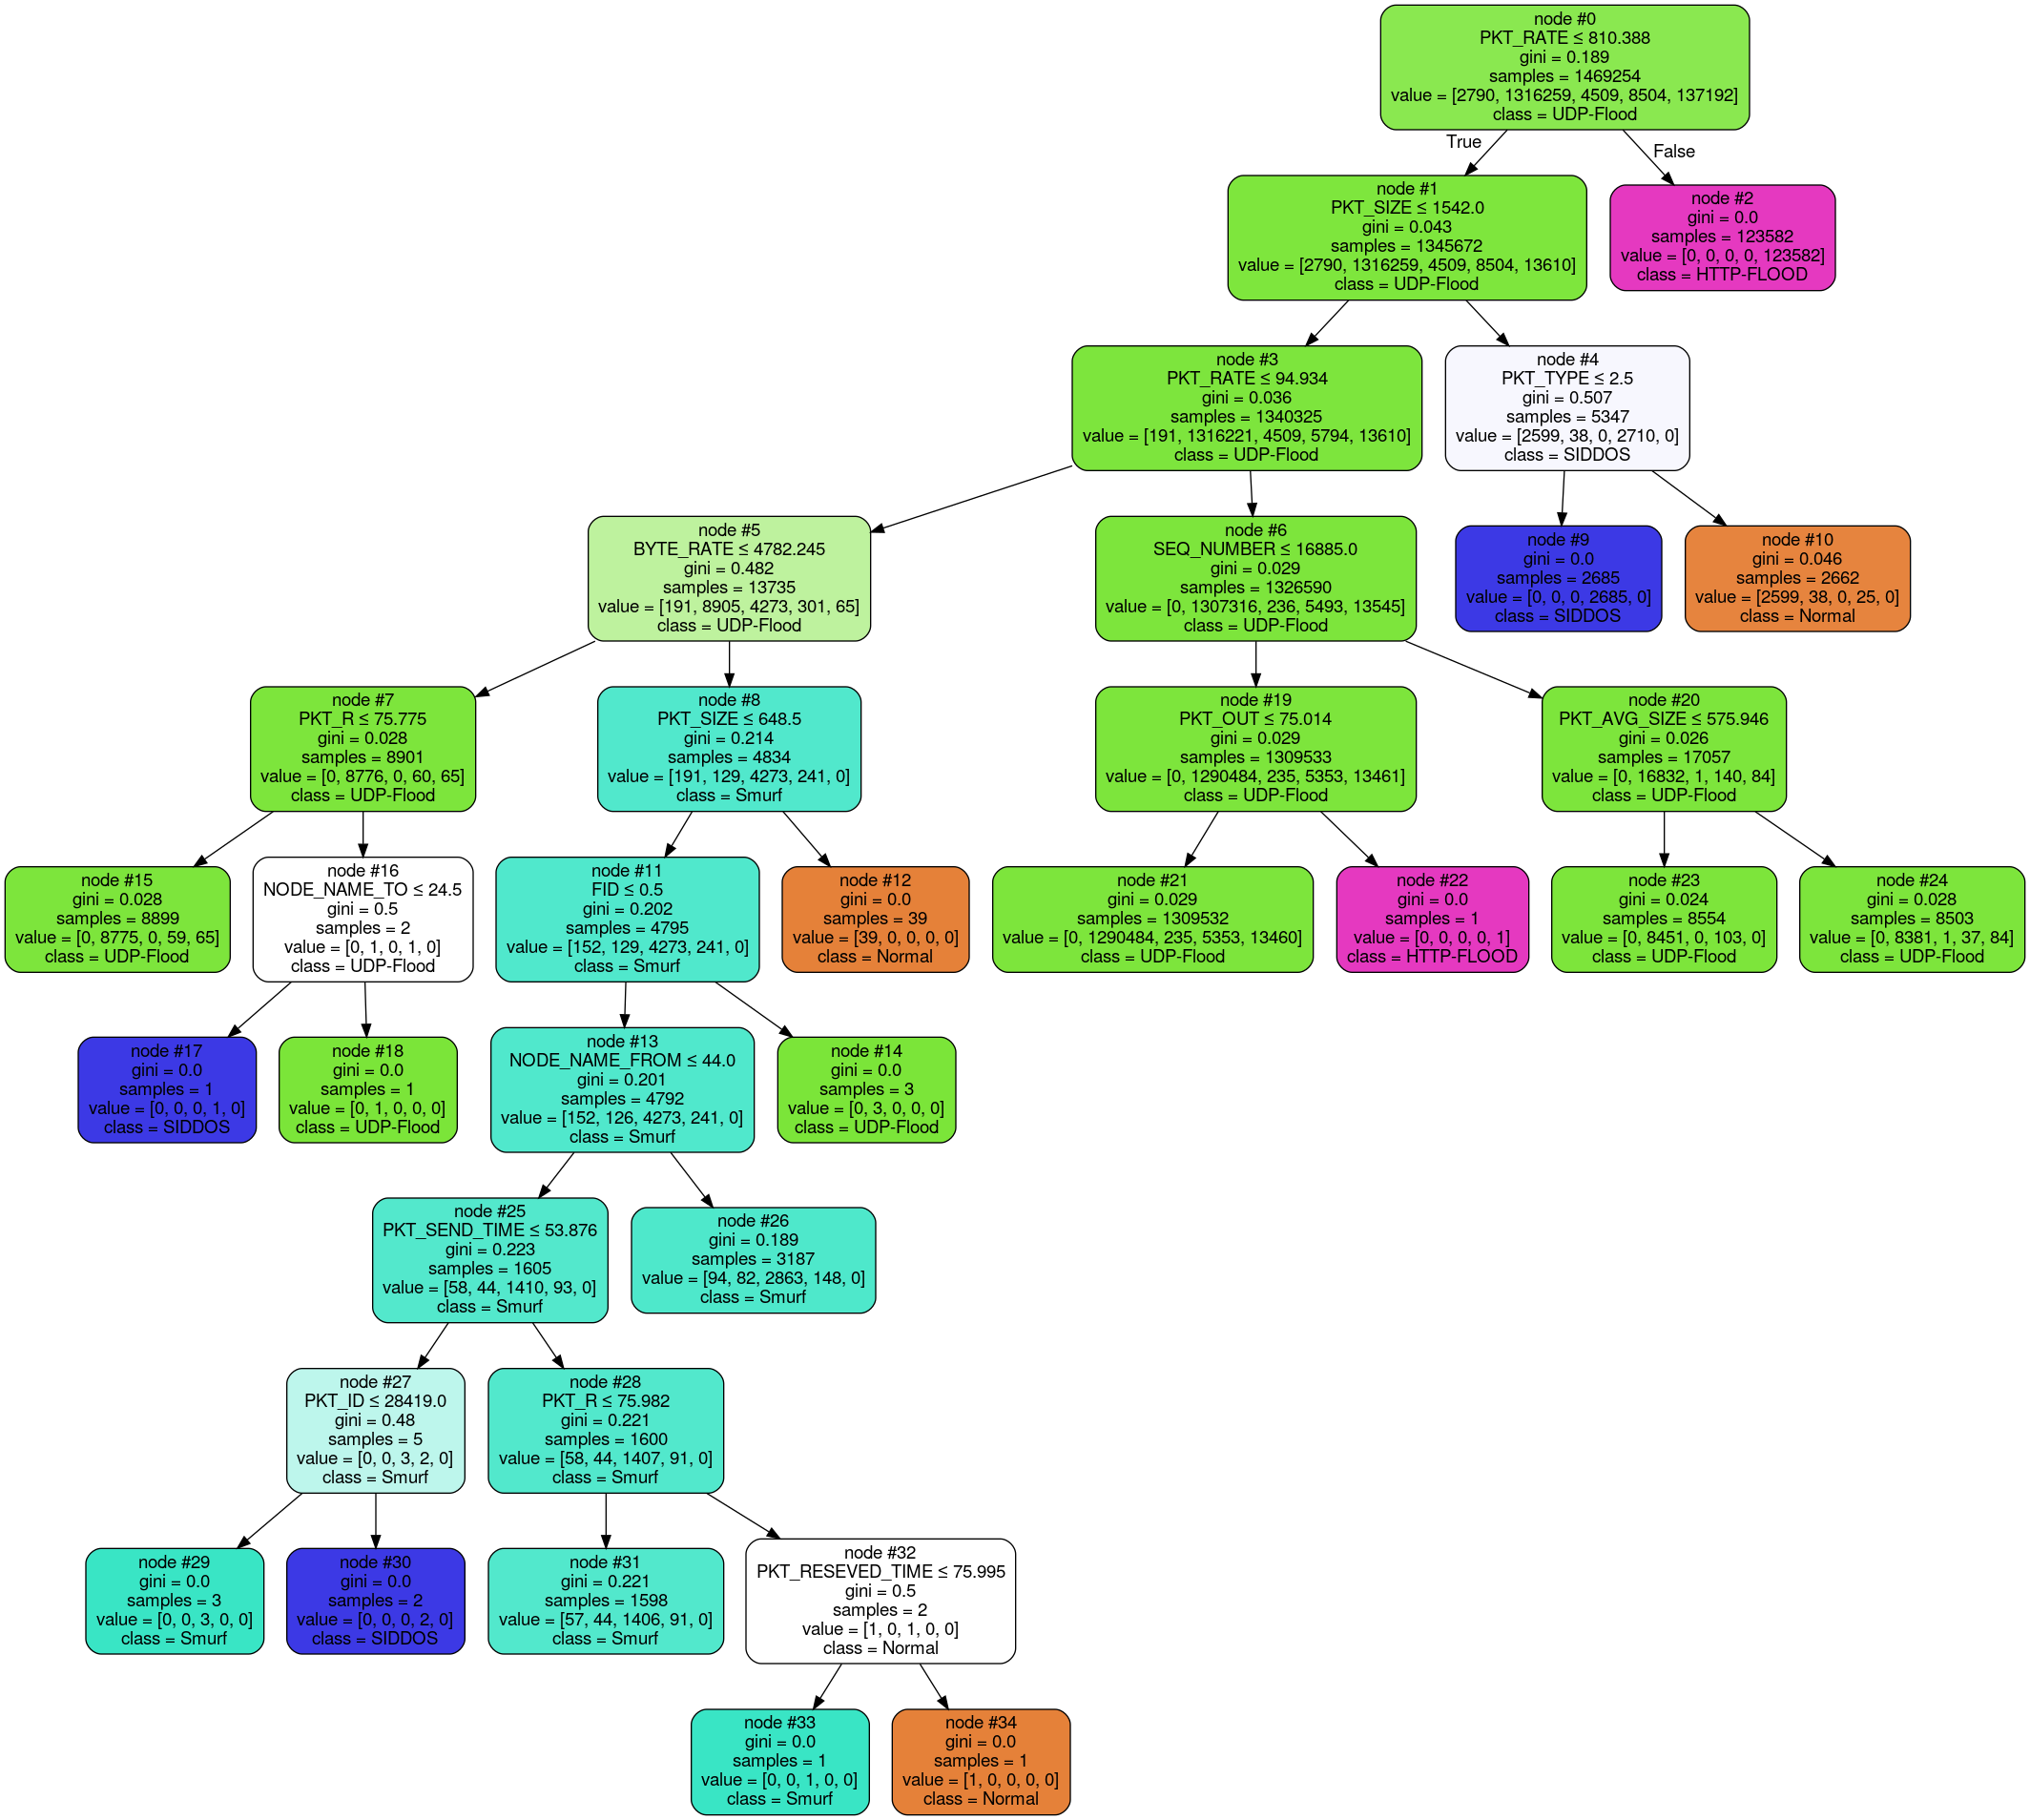 node #0
PKT_RATE ≤ 810.388
gini = 0.189
samples = 1469254
value = [2790, 1316259, 4509, 8504, 137192]
class = UDP-Flood
True
False
node #1
PKT_SIZE ≤ 1542.0
gini = 0.043
samples = 1345672
value = [2790, 1316259, 4509, 8504, 13610]
class = UDP-Flood
node #2
gini = 0.0
samples = 123582
value = [0, 0, 0, 0, 123582]
class = HTTP-FLOOD
node #3
PKT_RATE ≤ 94.934
gini = 0.036
samples = 1340325
value = [191, 1316221, 4509, 5794, 13610]
class = UDP-Flood
node #4
PKT_TYPE ≤ 2.5
gini = 0.507
samples = 5347
value = [2599, 38, 0, 2710, 0]
class = SIDDOS
node #5
BYTE_RATE ≤ 4782.245
gini = 0.482
samples = 13735
value = [191, 8905, 4273, 301, 65]
class = UDP-Flood
node #6
SEQ_NUMBER ≤ 16885.0
gini = 0.029
samples = 1326590
value = [0, 1307316, 236, 5493, 13545]
class = UDP-Flood
node #9
gini = 0.0
samples = 2685
value = [0, 0, 0, 2685, 0]
class = SIDDOS
node #10
gini = 0.046
samples = 2662
value = [2599, 38, 0, 25, 0]
class = Normal
node #7
PKT_R ≤ 75.775
gini = 0.028
samples = 8901
value = [0, 8776, 0, 60, 65]
class = UDP-Flood
node #8
PKT_SIZE ≤ 648.5
gini = 0.214
samples = 4834
value = [191, 129, 4273, 241, 0]
class = Smurf
node #19
PKT_OUT ≤ 75.014
gini = 0.029
samples = 1309533
value = [0, 1290484, 235, 5353, 13461]
class = UDP-Flood
node #20
PKT_AVG_SIZE ≤ 575.946
gini = 0.026
samples = 17057
value = [0, 16832, 1, 140, 84]
class = UDP-Flood
node #15
gini = 0.028
samples = 8899
value = [0, 8775, 0, 59, 65]
class = UDP-Flood
node #16
NODE_NAME_TO ≤ 24.5
gini = 0.5
samples = 2
value = [0, 1, 0, 1, 0]
class = UDP-Flood
node #11
FID ≤ 0.5
gini = 0.202
samples = 4795
value = [152, 129, 4273, 241, 0]
class = Smurf
node #12
gini = 0.0
samples = 39
value = [39, 0, 0, 0, 0]
class = Normal
node #21
gini = 0.029
samples = 1309532
value = [0, 1290484, 235, 5353, 13460]
class = UDP-Flood
node #22
gini = 0.0
samples = 1
value = [0, 0, 0, 0, 1]
class = HTTP-FLOOD
node #23
gini = 0.024
samples = 8554
value = [0, 8451, 0, 103, 0]
class = UDP-Flood
node #24
gini = 0.028
samples = 8503
value = [0, 8381, 1, 37, 84]
class = UDP-Flood
node #17
gini = 0.0
samples = 1
value = [0, 0, 0, 1, 0]
class = SIDDOS
node #18
gini = 0.0
samples = 1
value = [0, 1, 0, 0, 0]
class = UDP-Flood
node #13
NODE_NAME_FROM ≤ 44.0
gini = 0.201
samples = 4792
value = [152, 126, 4273, 241, 0]
class = Smurf
node #14
gini = 0.0
samples = 3
value = [0, 3, 0, 0, 0]
class = UDP-Flood
node #25
PKT_SEND_TIME ≤ 53.876
gini = 0.223
samples = 1605
value = [58, 44, 1410, 93, 0]
class = Smurf
node #26
gini = 0.189
samples = 3187
value = [94, 82, 2863, 148, 0]
class = Smurf
node #27
PKT_ID ≤ 28419.0
gini = 0.48
samples = 5
value = [0, 0, 3, 2, 0]
class = Smurf
node #28
PKT_R ≤ 75.982
gini = 0.221
samples = 1600
value = [58, 44, 1407, 91, 0]
class = Smurf
node #29
gini = 0.0
samples = 3
value = [0, 0, 3, 0, 0]
class = Smurf
node #30
gini = 0.0
samples = 2
value = [0, 0, 0, 2, 0]
class = SIDDOS
node #31
gini = 0.221
samples = 1598
value = [57, 44, 1406, 91, 0]
class = Smurf
node #32
PKT_RESEVED_TIME ≤ 75.995
gini = 0.5
samples = 2
value = [1, 0, 1, 0, 0]
class = Normal
node #33
gini = 0.0
samples = 1
value = [0, 0, 1, 0, 0]
class = Smurf
node #34
gini = 0.0
samples = 1
value = [1, 0, 0, 0, 0]
class = Normal